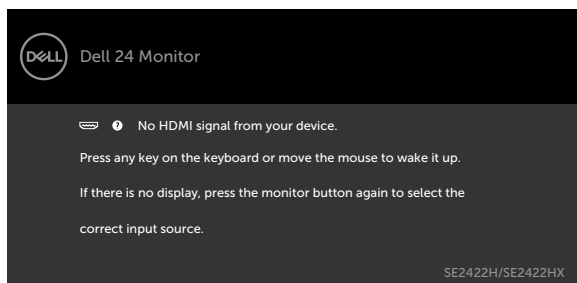 DELL
Dell 24 Monitor
No HDMI signal from your device.
Press any key on the keyboard or move the mouse to wake it up.
If there is no display, press the monitor button again to select the
correct input source.
SE2422H/SE2422HX